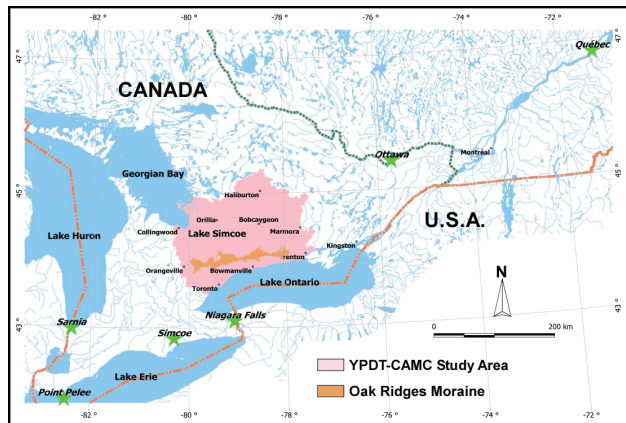 -82
-80
-78
-76
-74
-72
Québec
47
47
CANADA
Ottawa
Montréal
Georgian Bay
45
45
Haliburton
U.S.A.
Orillia
Bobcaygeon
Collingwood
Lake Simcoe
Marmora
Lake Huron
Kingston
Trenton
Orangeville
Bowmanville
Lake Ontario
Toronto
N
Niagara Falls
43
43
Sarnia
Simcoe
0
200 km
YPDT-CAMC Study Area
Lake Erie
Oak Ridges Moraine
Point Pelee
-82
-80
-78
-76
-74
-72